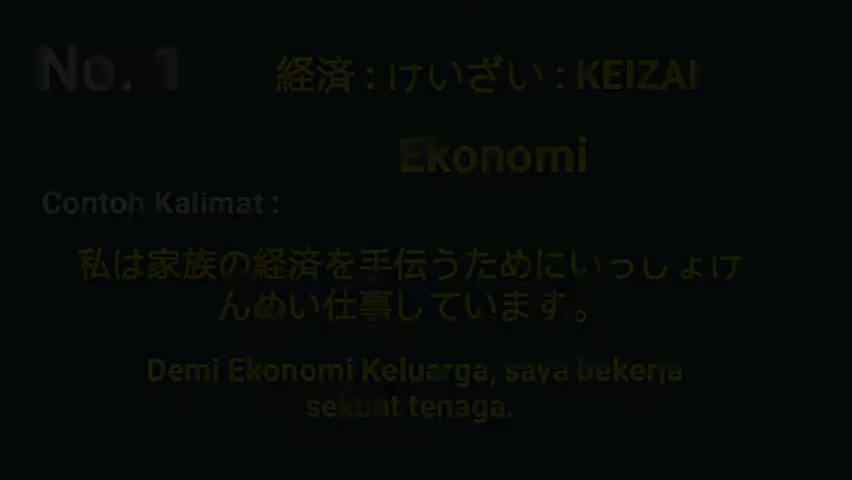 No. 1
経済 : けいざい : KEIZAI
Ekonomi
Contoh Kalimat :
私は家族の経済を手伝うためにいっしょけ
んめい仕事しています。
Demi Ekonomi Keluarga, saya bekerja
sekuat tenaga.